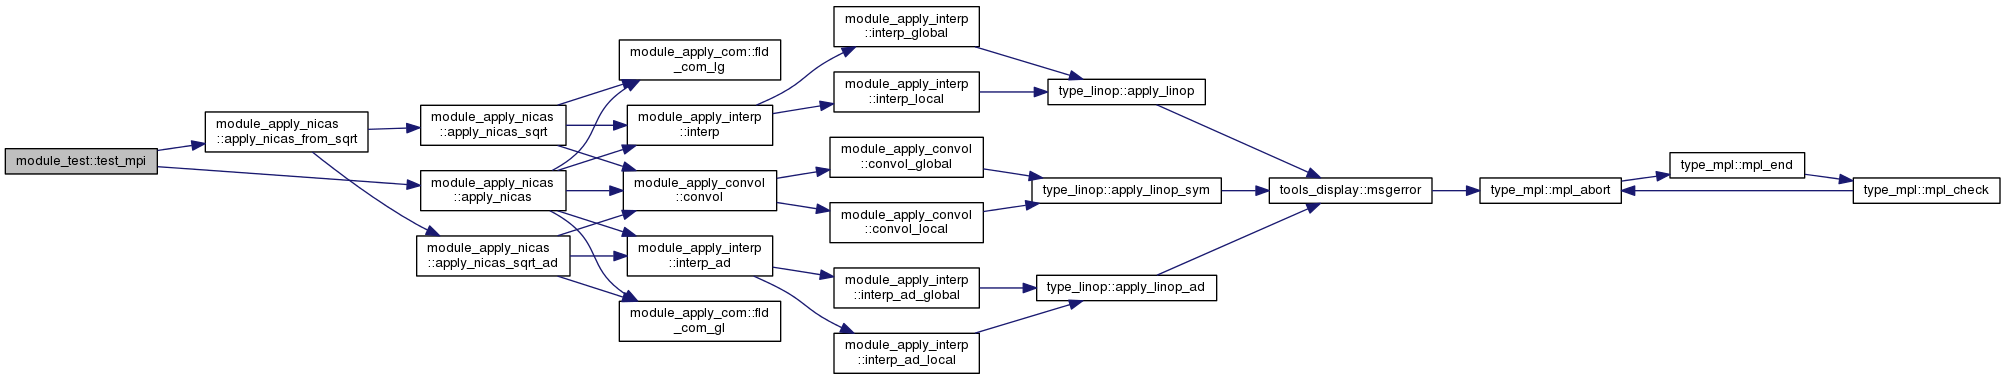 module_test::test_mpi
module_apply_nicas
::apply_nicas_from_sqrt
module_apply_nicas
::apply_nicas_sqrt
module_apply_nicas
::apply_nicas
module_apply_nicas
::apply_nicas_sqrt_ad
module_apply_com::fld
_com_lg
module_apply_interp
::interp
module_apply_convol
::convol
module_apply_interp
::interp_ad
module_apply_com::fld
_com_gl
module_apply_interp
::interp_global
module_apply_interp
::interp_local
module_apply_convol
::convol_global
module_apply_convol
::convol_local
module_apply_interp
::interp_ad_global
module_apply_interp
::interp_ad_local
type_linop::apply_linop
type_linop::apply_linop_sym
type_linop::apply_linop_ad
tools_display::msgerror
type_mpl::mpl_abort
type_mpl::mpl_end
type_mpl::mpl_check